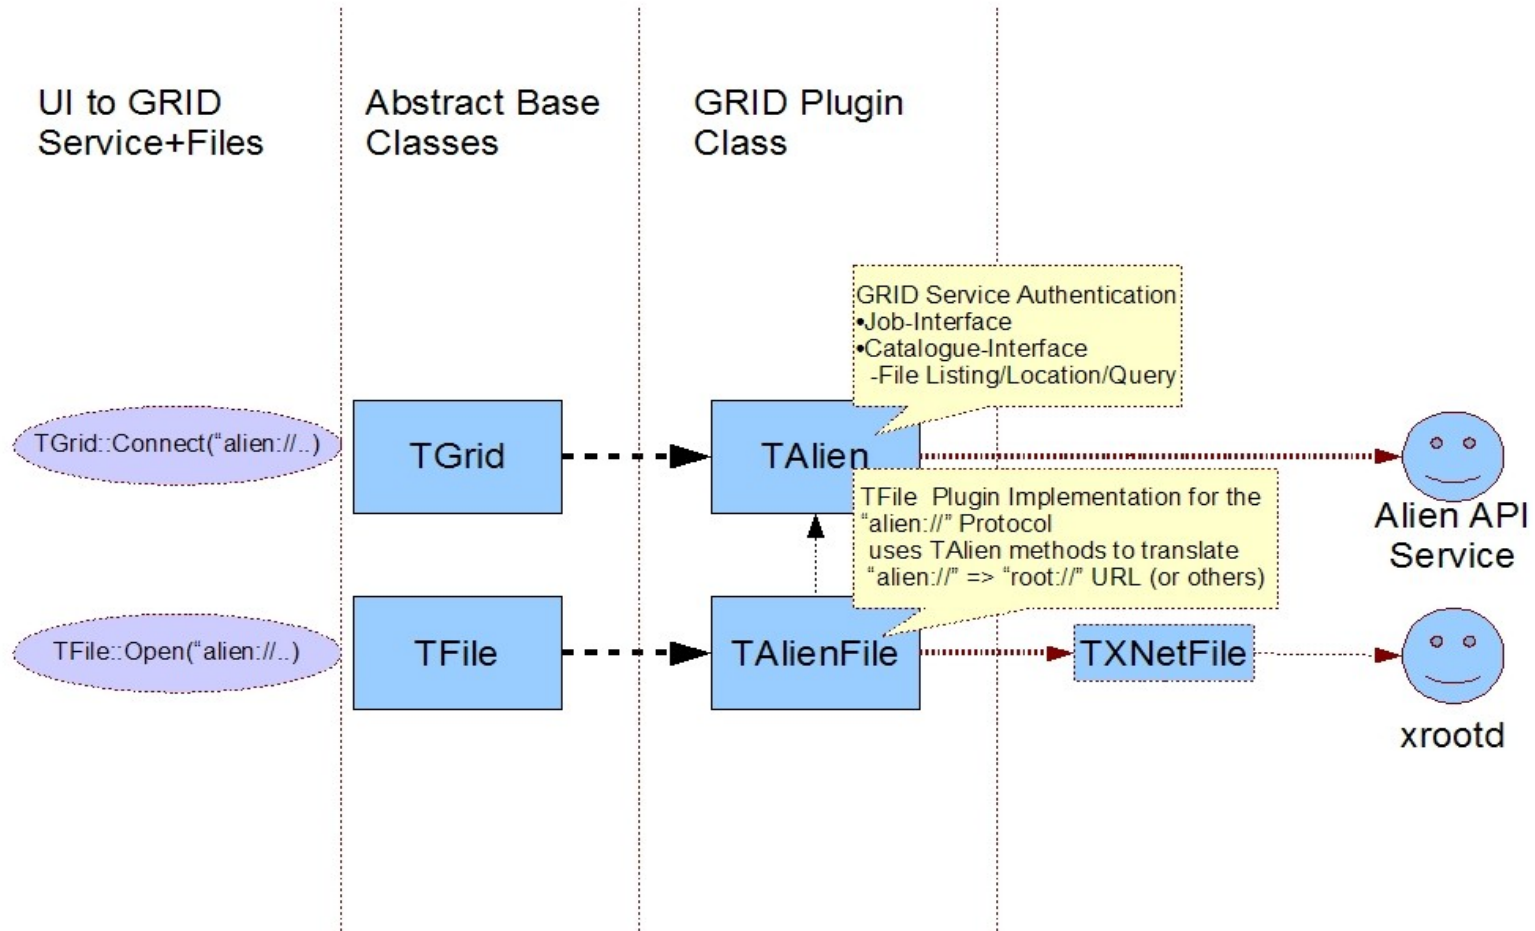 UI to GRID
Service+Files
Abstract Base
Classes
GRID Plugin
Class
GRID Service Authentication
•Job-Interface
•Catalogue-Interface
-File Listing/Location/Query
TGrid::Connect(“alien://..)
TGrid
TAlien
Alien API
Service
TFile Plugin Implementation for the
“alien://” Protocol
uses TAlien methods to translate
“alien://” => “root://” URL (or others)
TFile::Open(“alien://..)
TFile
TAlienFile
TXNetFile
xrootd